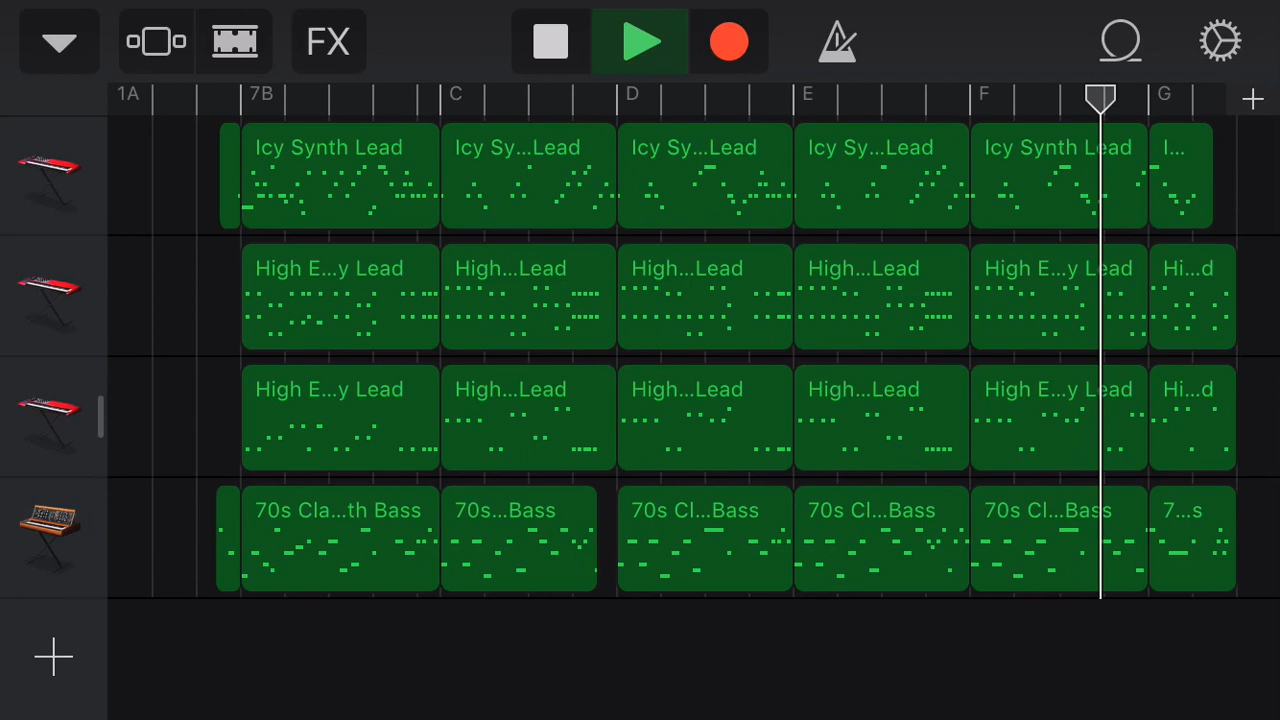 FX
1A 7B C D E F G
Icy Synth Lead Icy Sy...Lead Icy Sy...Lead Icy Sy...Lead Icy Synth Lead I...
High E...y Lead High...Lead High...Lead High...Lead High E...y Lead Hi...d
High E...y Lead High...Lead High...Lead High...Lead High E...y Lead Hi...d
70s Cla...th Bass 70s...Bass 70s Cl...Bass 70s Cl...Bass 70s Cl...Bass 7...s